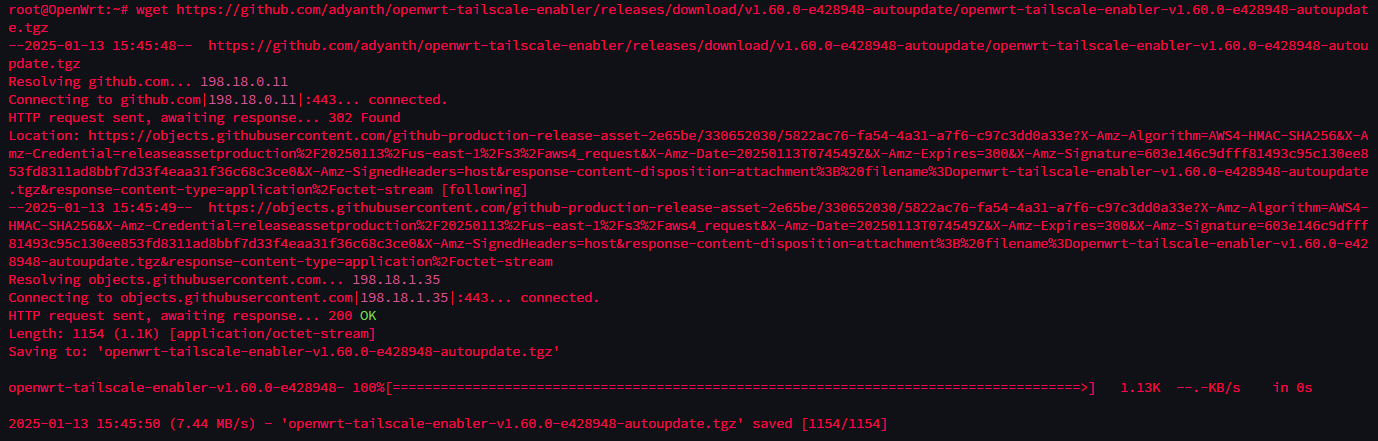 root@OpenWrt:~# wget https://github.com/adyanth/openwrt-tailscale-enabler/releases/download/v1.60.0-e428948-autoupdate/openwrt-tailscale-enabler-v1.60.0-e428948-autoupdat
e.tgz
--2025-01-13 15:45:48--  https://github.com/adyanth/openwrt-tailscale-enabler/releases/download/v1.60.0-e428948-autoupdate/openwrt-tailscale-enabler-v1.60.0-e428948-autou
pdate.tgz
Resolving github.com... 198.18.0.11
Connecting to github.com|198.18.0.11|:443... connected.
HTTP request sent, awaiting response... 302 Found
Location: https://objects.githubusercontent.com/github-production-release-asset-2e65be/330652030/5822ac76-fa54-4a31-a7f6-c97c3dd0a33e?X-Amz-Algorithm=AWS4-HMAC-SHA256&X-A
mz-Credential=releaseassetproduction%2F20250113%2Fus-east-1%2Fs3%2Faws4_request&X-Amz-Date=20250113T074549Z&X-Amz-Expires=300&X-Amz-Signature=603e146c9dfff81493c95c130ee8
53fd8311ad8bbf7d33f4eaa31f36c68c3ce0&X-Amz-SignedHeaders=host&response-content-disposition=attachment%3B%20filename%3Dopenwrt-tailscale-enabler-v1.60.0-e428948-autoupdate
.tgz&response-content-type=application%2Foctet-stream [following]
--2025-01-13 15:45:49--  https://objects.githubusercontent.com/github-production-release-asset-2e65be/330652030/5822ac76-fa54-4a31-a7f6-c97c3dd0a33e?X-Amz-Algorithm=AWS4-
HMAC-SHA256&X-Amz-Credential=releaseassetproduction%2F20250113%2Fus-east-1%2Fs3%2Faws4_request&X-Amz-Date=20250113T074549Z&X-Amz-Expires=300&X-Amz-Signature=603e146c9dfff
81493c95c130ee853fd8311ad8bbf7d33f4eaa31f36c68c3ce0&X-Amz-SignedHeaders=host&response-content-disposition=attachment%3B%20filename%3Dopenwrt-tailscale-enabler-v1.60.0-e42
8948-autoupdate.tgz&response-content-type=application%2Foctet-stream
Resolving objects.githubusercontent.com... 198.18.1.35
Connecting to objects.githubusercontent.com|198.18.1.35|:443... connected.
HTTP request sent, awaiting response... 200 OK
Length: 1154 (1.1K) [application/octet-stream]
Saving to: 'openwrt-tailscale-enabler-v1.60.0-e428948-autoupdate.tgz'
openwrt-tailscale-enabler-v1.60.0-e428948- 100%[======================================================================================>]   1.13K  --.-KB/s    in 0s
2025-01-13 15:45:50 (7.44 MB/s) - 'openwrt-tailscale-enabler-v1.60.0-e428948-autoupdate.tgz' saved [1154/1154]